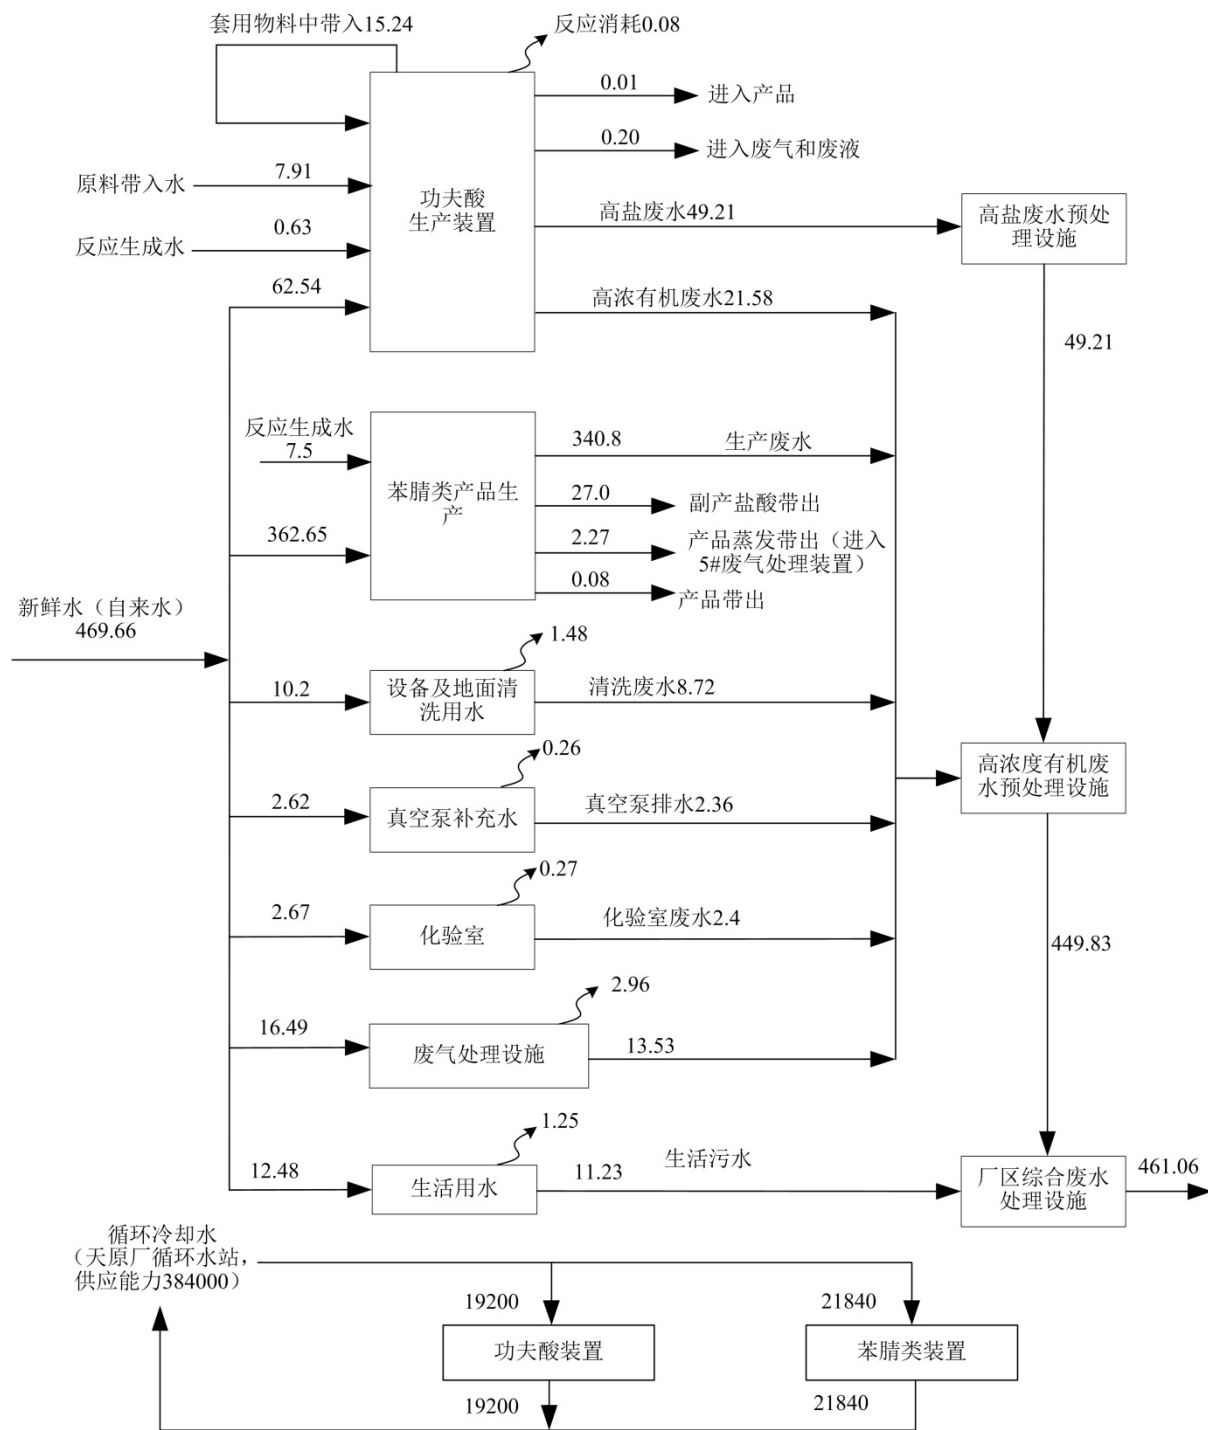 套用物料中带入15.24
反应消耗0.08
0.01
进入产品
0.20
进入废气和废液
原料带入水
7.91
功夫酸
生产装置
高盐废水49.21
高盐废水预处
理设施
反应生成水
0.63
62.54
高浓有机废水21.58
49.21
反应生成水
7.5
苯腈类产品生
产
340.8
生产废水
27.0
副产盐酸带出
362.65
2.27
产品蒸发带出（进入
5#废气处理装置）
0.08
产品带出
新鲜水（自来水）
469.66
1.48
10.2
设备及地面清
洗用水
清洗废水8.72
0.26
2.62
真空泵补充水
真空泵排水2.36
高浓度有机废
水预处理设施
0.27
2.67
化验室
化验室废水2.4
449.83
2.96
16.49
废气处理设施
13.53
1.25
12.48
生活用水
11.23
生活污水
厂区综合废水
处理设施
461.06
循环冷却水
（天原厂循环水站，
供应能力384000）
19200
21840
功夫酸装置
苯腈类装置
19200
21840